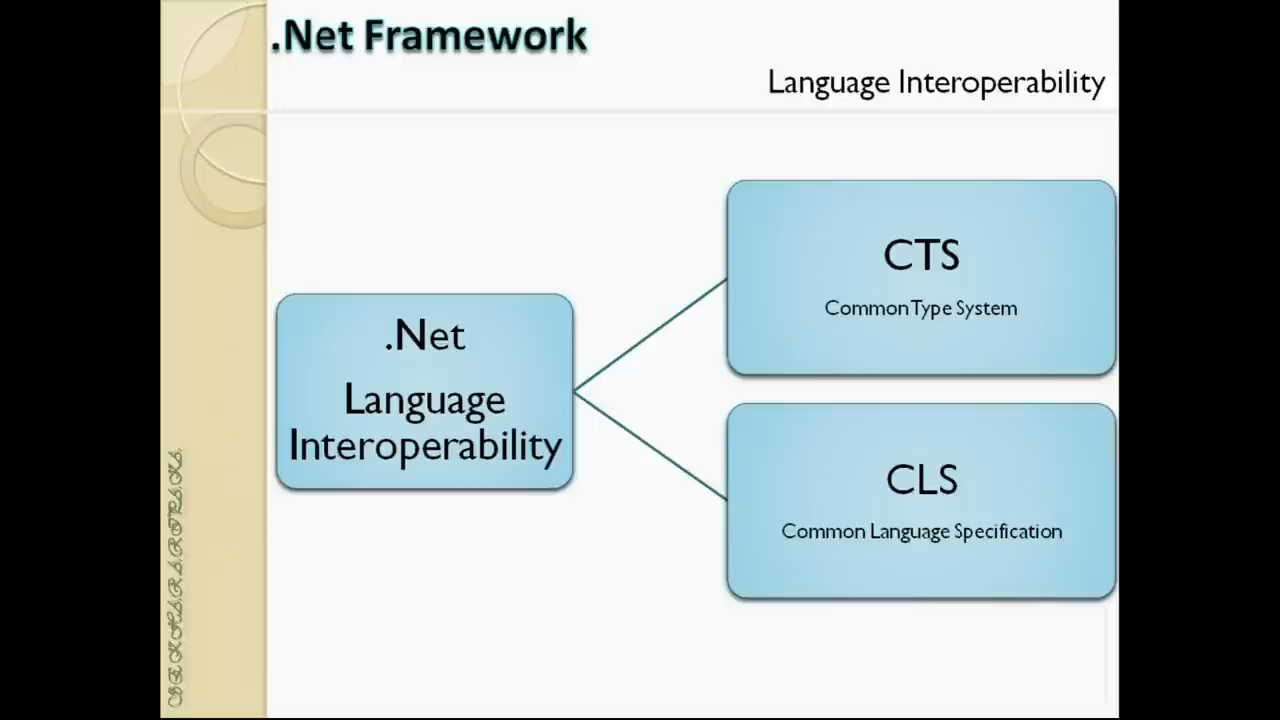 .Net Framework
Language Interoperability
.Net
Language
Interoperability
CTS
Common Type System
CLS
Common Language Specification